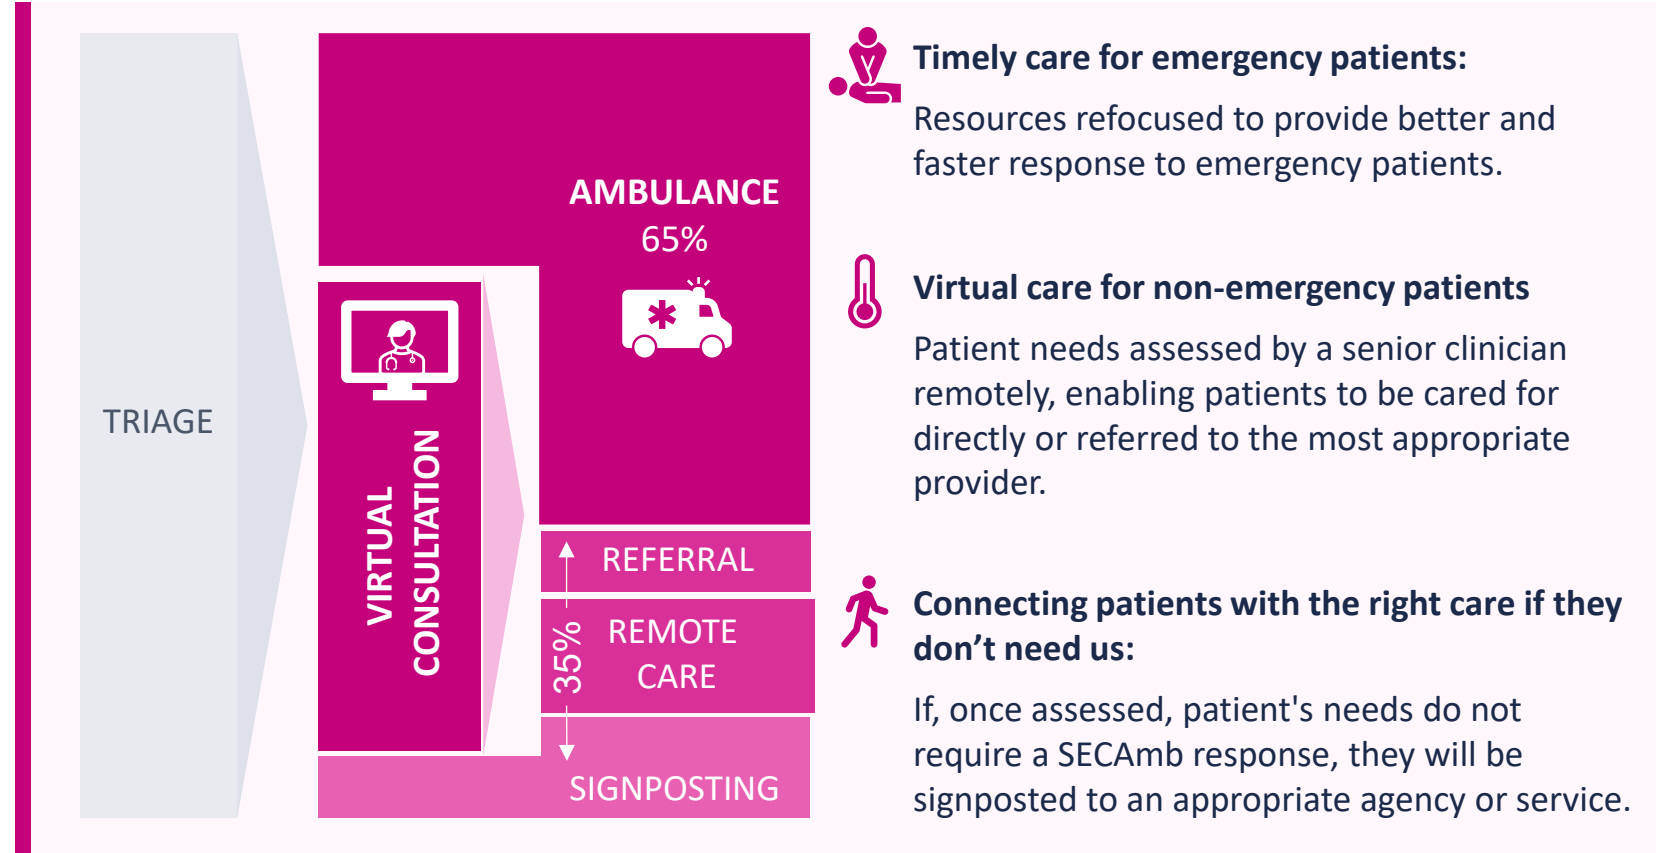 TRIAGE
VIRTUAL
CONSULTATION
AMBULANCE
65%
REFERRAL
REMOTE
CARE
35%
SIGNPOSTING
Timely care for emergency patients:
Resources refocused to provide better and
faster response to emergency patients.
Virtual care for non-emergency patients
Patient needs assessed by a senior clinician
remotely, enabling patients to be cared for
directly or referred to the most appropriate
provider.
Connecting patients with the right care if they
don’t need us:
If, once assessed, patient's needs do not
require a SECAmb response, they will be
signposted to an appropriate agency or service.